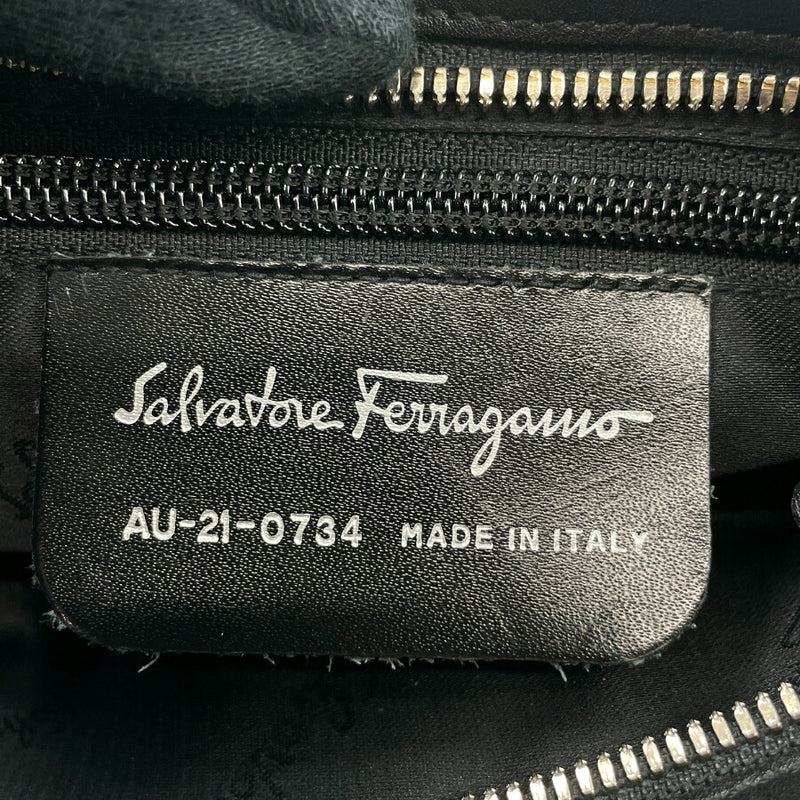 Salvatore Ferragamo
AU-21-0734 MADE IN ITALY